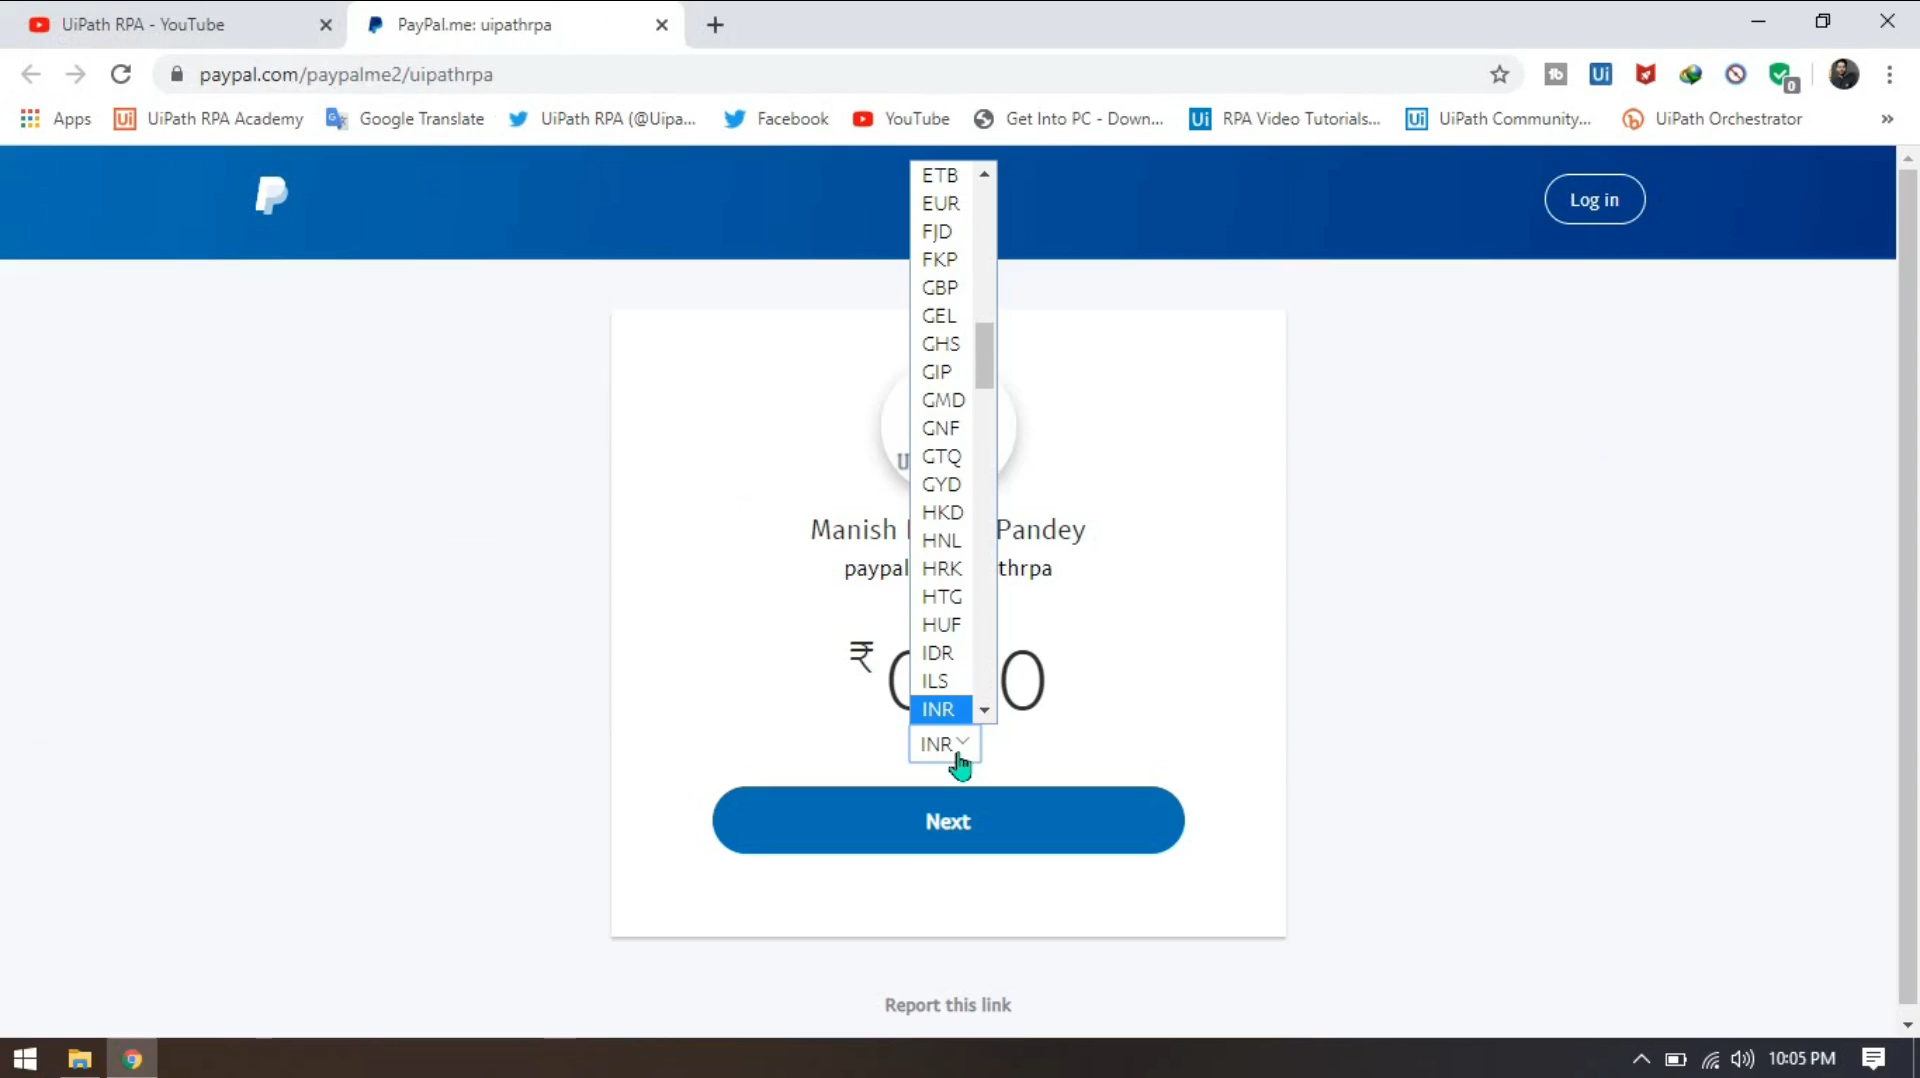 UiPath RPA - YouTube
PayPal.me: uipathrpa
paypal.com/paypalme2/uipathrpa
Apps
UiPath RPA Academy
Google Translate
UiPath RPA (@Uipa...
Facebook
YouTube
Get Into PC - Down...
RPA Video Tutorials...
UiPath Community...
UiPath Orchestrator
Log in
ETB
EUR
FJD
FKP
GBP
GEL
GHS
GIP
GMD
GNF
GTQ
GYD
HKD
HNL
HRK
HTG
HUF
IDR
ILS
INR
Manish Pandey
paypal thrpa
₹ 0 0
INR
Next
Report this link
10:05 PM